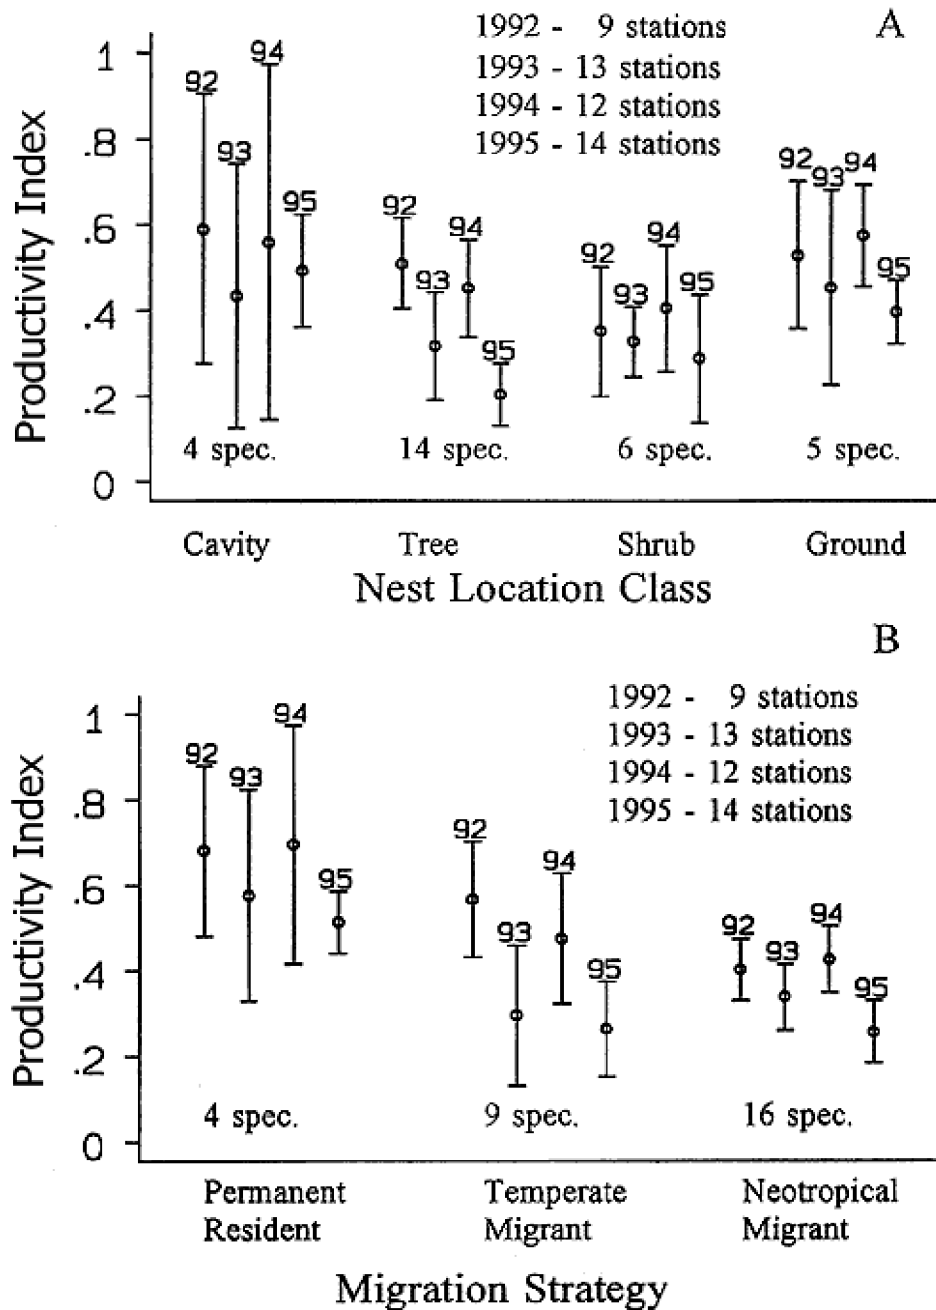 A
1992 - 9 stations
1993 - 13 stations
1994 - 12 stations
1995 - 14 stations
Productivity Index
1
.8
.6
.4
.2
0
92
93
94
95
92
93
94
95
92
93
94
95
92
93
94
95
4 spec.
14 spec.
6 spec.
5 spec.
Cavity
Tree
Shrub
Ground
Nest Location Class
B
1992 - 9 stations
1993 - 13 stations
1994 - 12 stations
1995 - 14 stations
Productivity Index
1
.8
.6
.4
.2
0
92
93
94
95
92
93
94
95
92
93
94
95
4 spec.
9 spec.
16 spec.
Permanent
Resident
Temperate
Migrant
Neotropical
Migrant
Migration Strategy